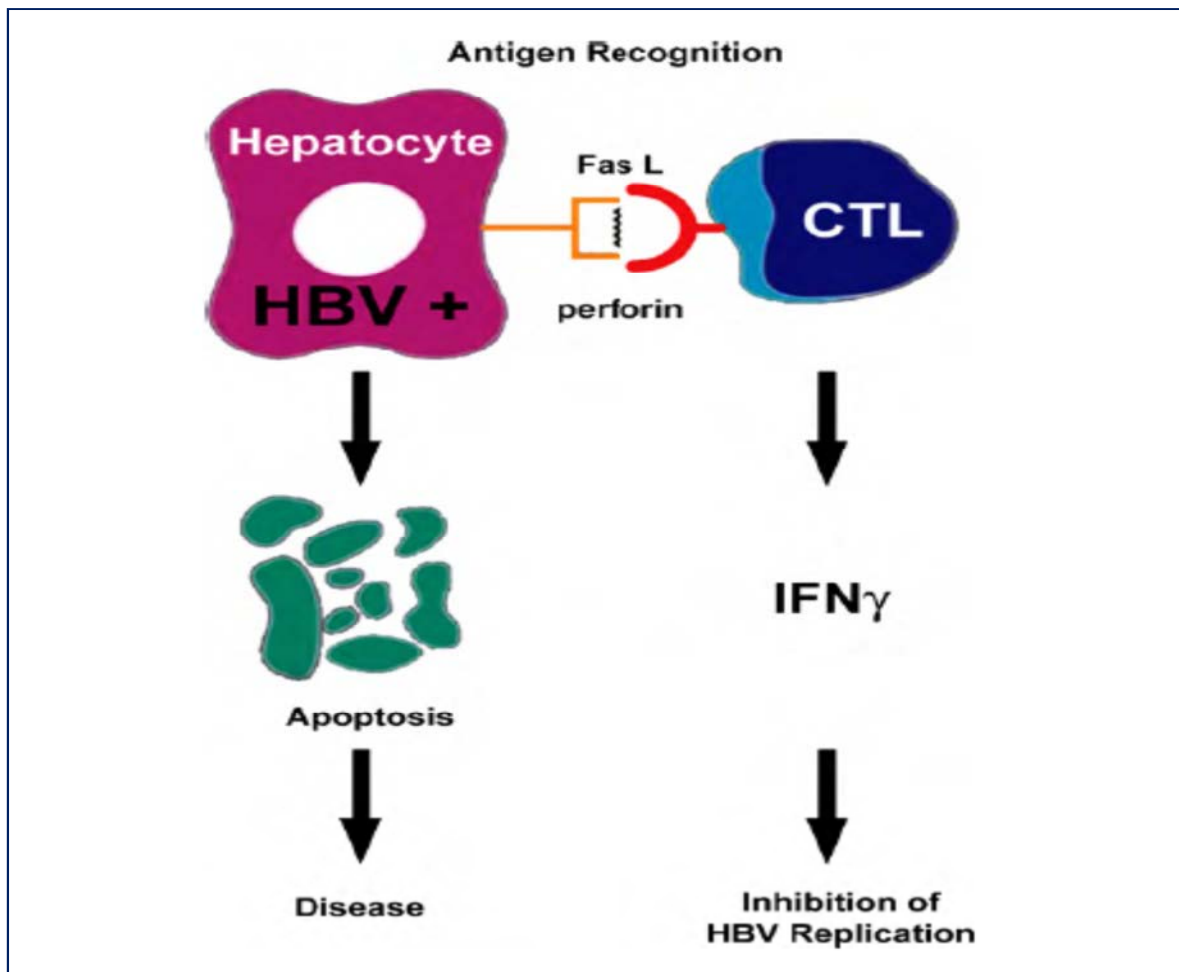 Antigen Recognition
Hepatocyte
HBV +
Fas L
perforin
CTL
Apoptosis
IFNγ
Disease
Inhibition of
HBV Replication